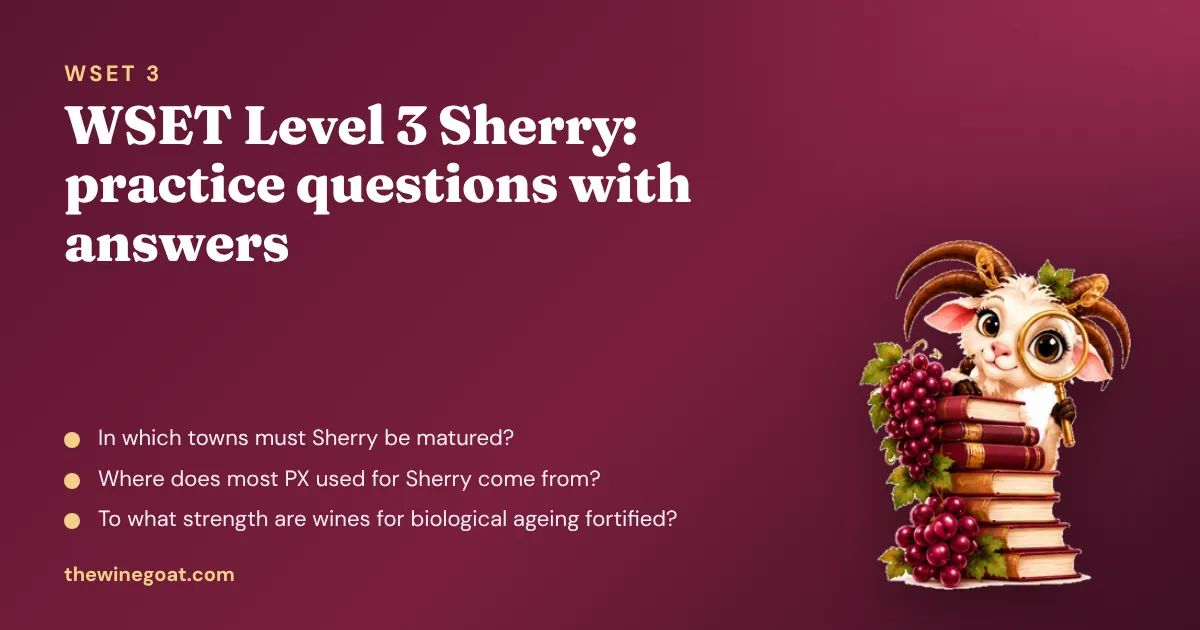 WSET 3
WSET Level 3 Sherry:
practice questions with
answers
In which towns must Sherry be matured?
Where does most PX used for Sherry come from?
To what strength are wines for biological ageing fortified?
thewinegoat.com